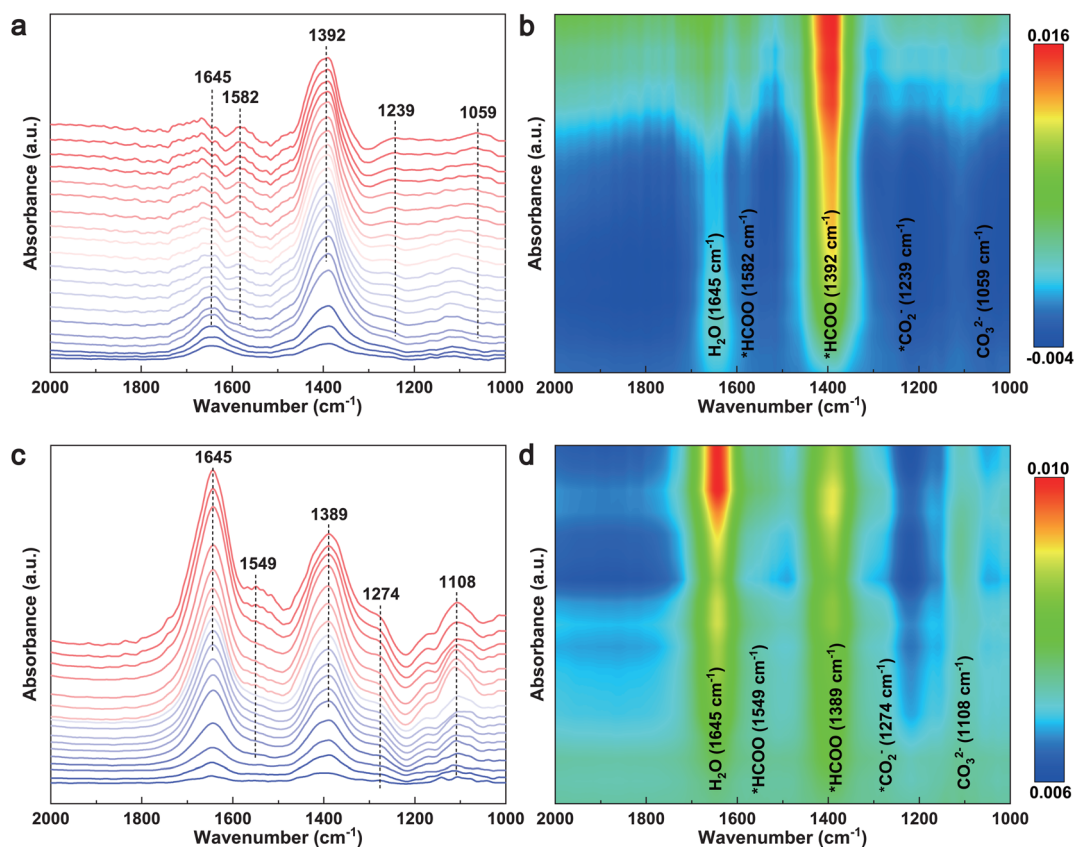 a
1645
1582
1392
1239
1059
Absorbance (a.u.)
2000
1800
1600
1400
1200
1000
Wavenumber (cm⁻¹)
b
Absorbance (a.u.)
H₂O (1645 cm⁻¹)
*HCOO (1582 cm⁻¹)
*HCOO (1392 cm⁻¹)
*CO₂⁻ (1239 cm⁻¹)
CO₃²⁻ (1059 cm⁻¹)
2000
1800
1600
1400
1200
1000
Wavenumber (cm⁻¹)
0.016
-0.004
c
1645
1549
1389
1274
1108
Absorbance (a.u.)
2000
1800
1600
1400
1200
1000
Wavenumber (cm⁻¹)
d
Absorbance (a.u.)
H₂O (1645 cm⁻¹)
*HCOO (1549 cm⁻¹)
*HCOO (1389 cm⁻¹)
*CO₂⁻ (1274 cm⁻¹)
CO₃²⁻ (1108 cm⁻¹)
2000
1800
1600
1400
1200
1000
Wavenumber (cm⁻¹)
0.010
0.006